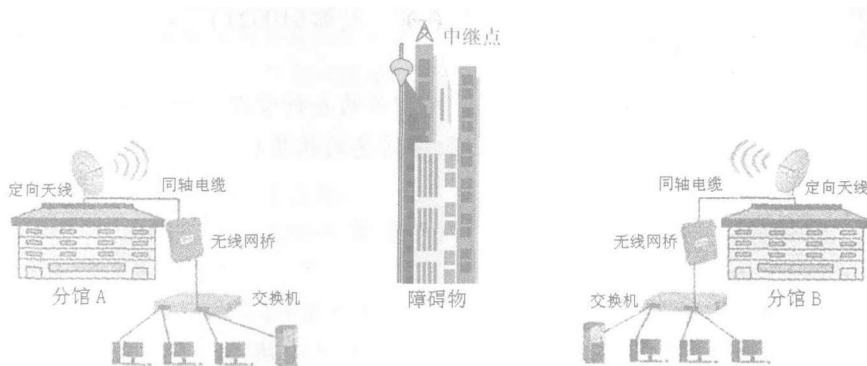 中继点
定向天线
同轴电缆
无线网桥
分馆 A
交换机
障碍物
同轴电缆
定向天线
无线网桥
分馆 B
交换机